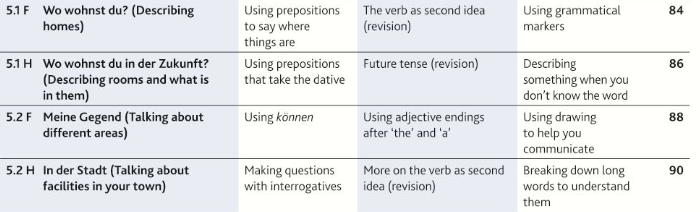 5.1 F Wo wohnst du? (Describing homes) Using prepositions to say where things are The verb as second idea (revision) Using grammatical markers 84
5.1 H Wo wohnst du in der Zukunft? (Describing rooms and what is in them) Using prepositions that take the dative Future tense (revision) Describing something when you don't know the word 86
5.2 F Meine Gegend (Talking about different areas) Using können Using adjective endings after 'the' and 'a' Using drawing to help you communicate 88
5.2 H In der Stadt (Talking about facilities in your town) Making questions with interrogatives More on the verb as second idea (revision) Breaking down long words to understand them 90